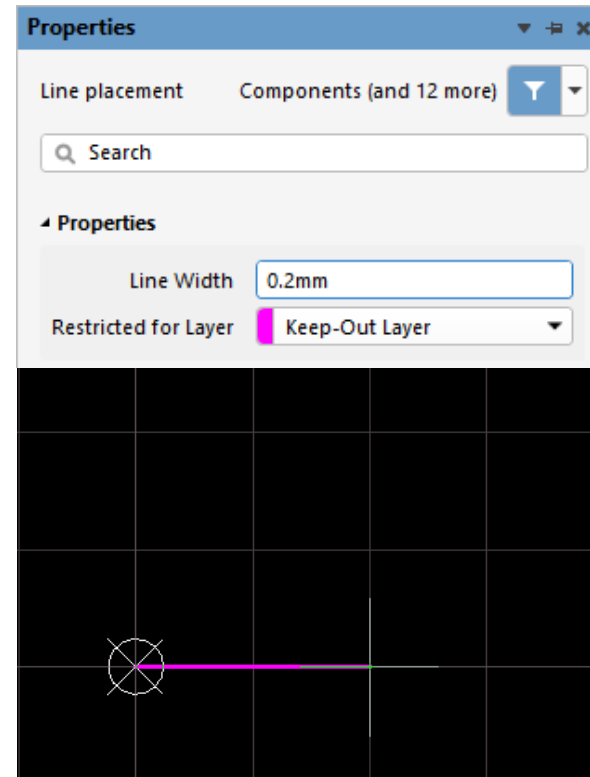 Properties
Line placement Components (and 12 more)
Search
Properties
Line Width 0.2mm
Restricted for Layer Keep-Out Layer